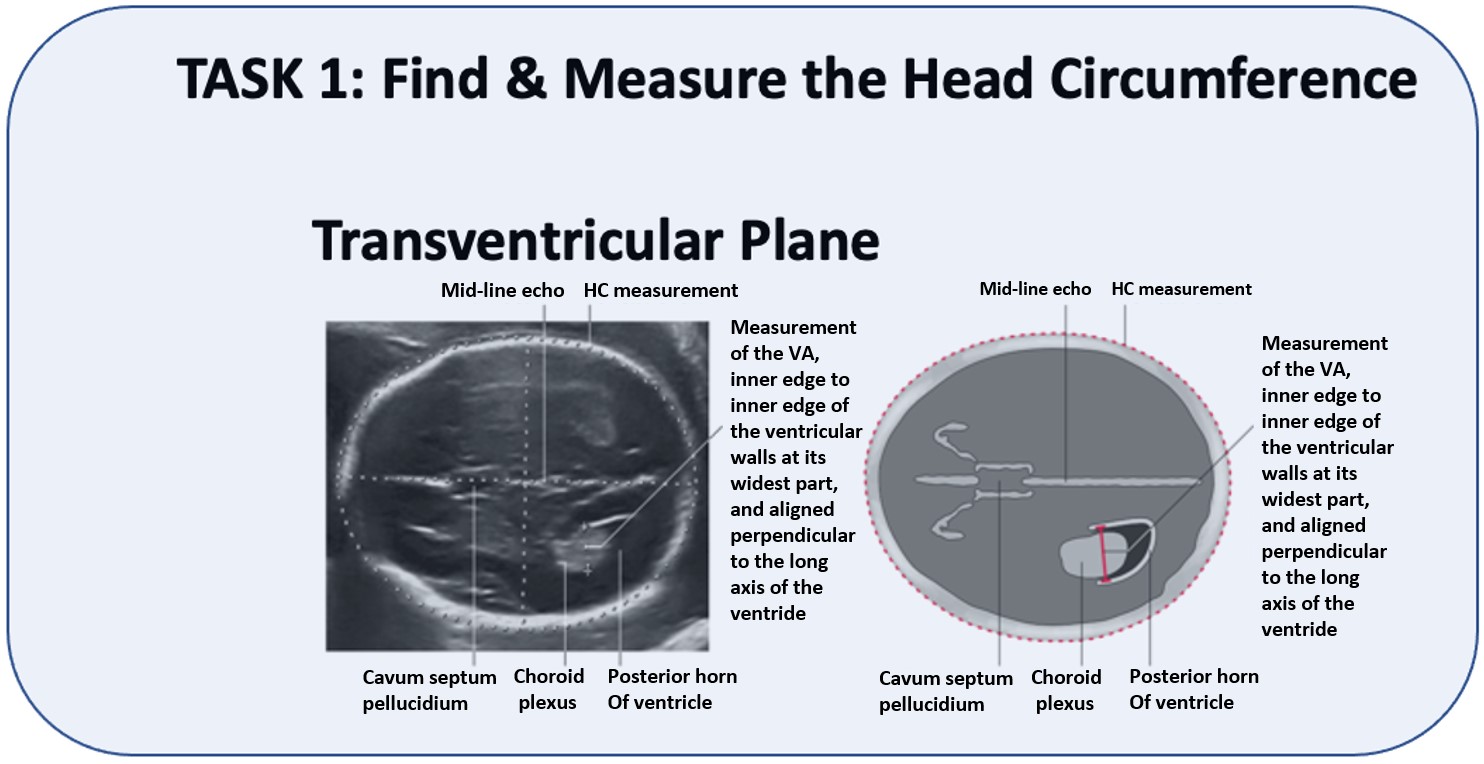 TASK 1: Find & Measure the Head Circumference
Transventricular Plane
Mid-line echo
HC measurement
Measurement
of the VA,
inner edge to
inner edge of
the ventricular
walls at its
widest part,
and aligned
perpendicular
to the long
axis of the
ventride
Cavum septum
pellucidium
Choroid
plexus
Posterior horn
Of ventricle
Mid-line echo
HC measurement
Measurement
of the VA,
inner edge to
inner edge of
the ventricular
walls at its
widest part,
and aligned
perpendicular
to the long
axis of the
ventride
Cavum septum
pellucidium
Choroid
plexus
Posterior horn
Of ventricle